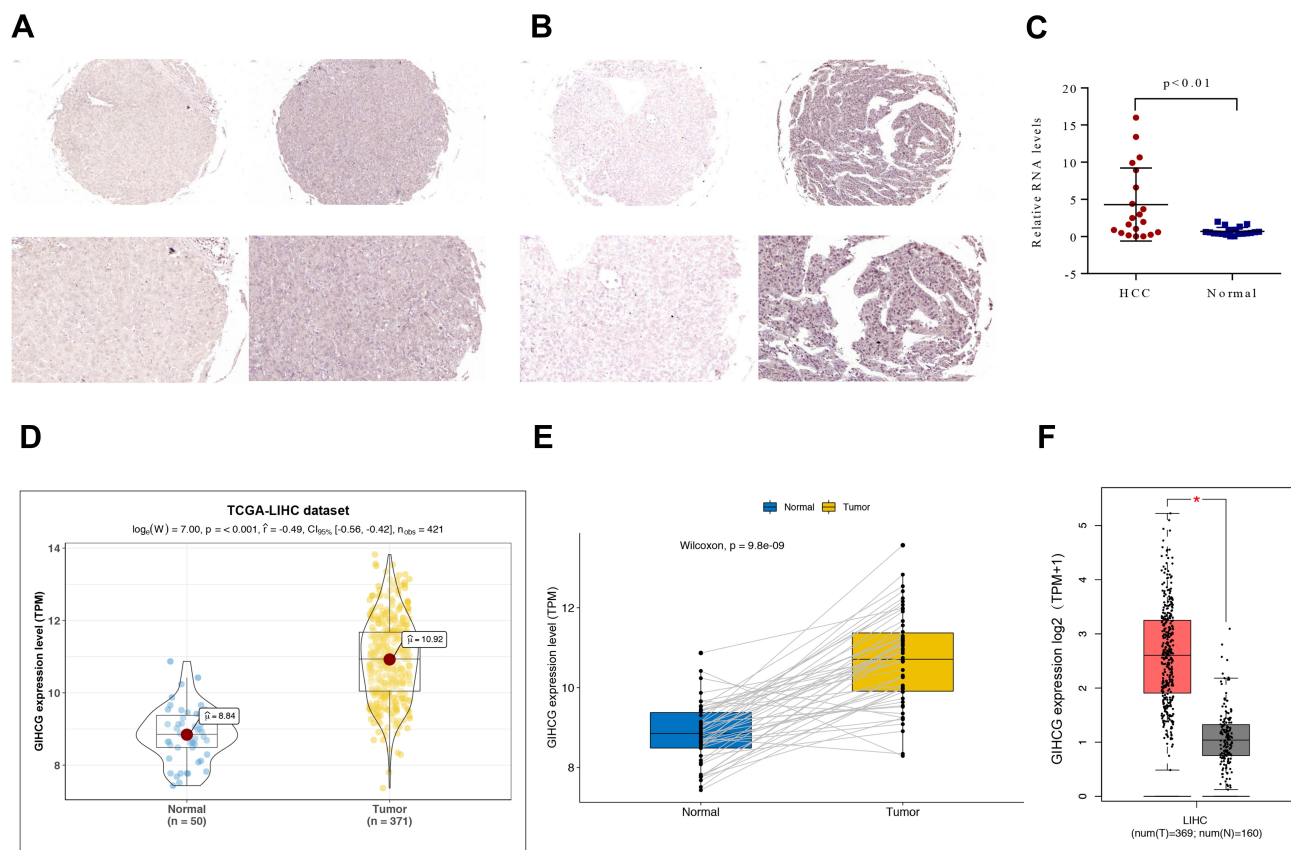 A
B
C
p<0.01
Relative RNA levels
20
15
10
5
0
-5
HCC
Normal
D
TCGA-LIHC dataset
logₑ(W) = 7.00, p = < 0.001, r̂ = -0.49, CI95% [-0.56, -0.42], nobs = 421
GIHCG expression level (TPM)
14
12
10
8
μ̂ = 8.84
μ̂ = 10.92
Normal
(n = 50)
Tumor
(n = 371)
E
Normal
Tumor
Wilcoxon, p = 9.8e-09
GIHCG expression level (TPM)
12
10
8
Normal
Tumor
F
*
GIHCG expression log2 (TPM+1)
5
4
3
2
1
0
LIHC
(num(T)=369; num(N)=160)